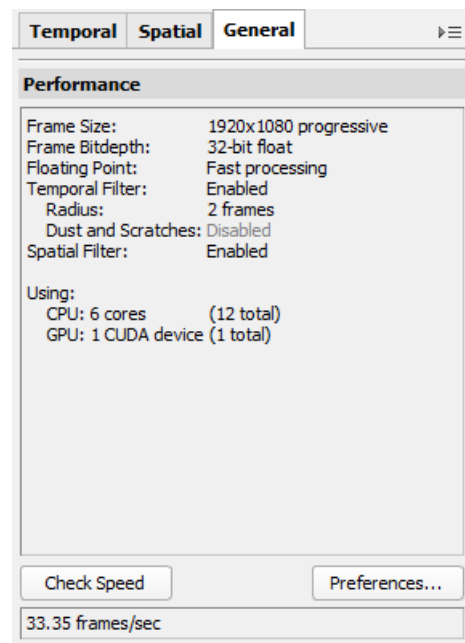 Temporal Spatial General
Performance
Frame Size: 1920x1080 progressive
Frame Bitdepth: 32-bit float
Floating Point: Fast processing
Temporal Filter: Enabled
Radius: 2 frames
Dust and Scratches: Disabled
Spatial Filter: Enabled
Using:
CPU: 6 cores (12 total)
GPU: 1 CUDA device (1 total)
Check Speed Preferences...
33.35 frames/sec